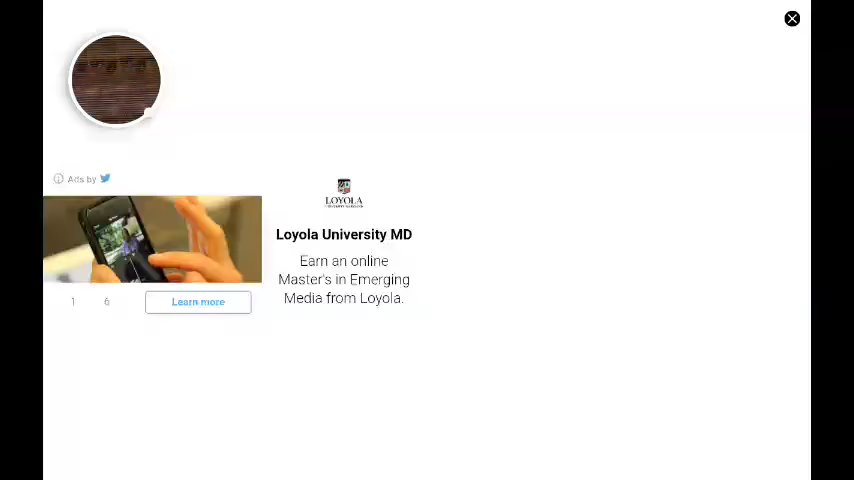 Ads by
LOYOLA
Loyola University MD
Earn an online
Master's in Emerging
Media from Loyola.
1 6
Learn more